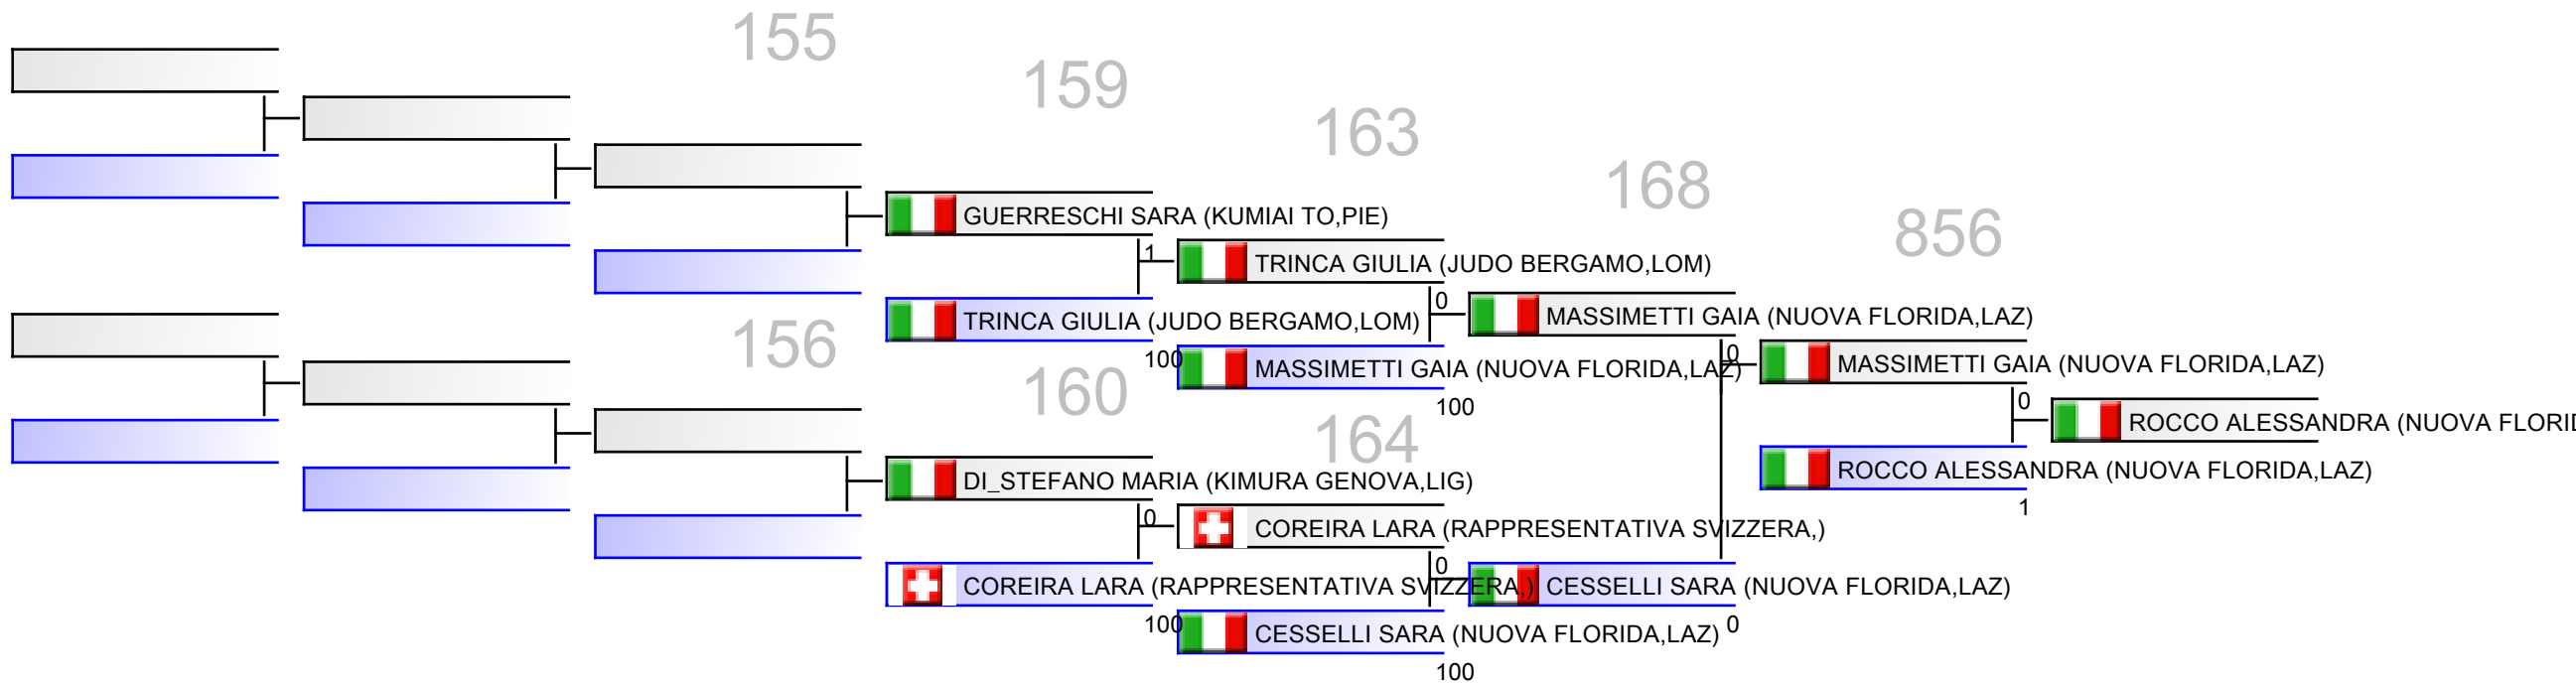 155
159
163
168
GUERRESCHI SARA (KUMIAI TO,PIE)
856
1
TRINCA GIULIA (JUDO BERGAMO,LOM)
0
TRINCA GIULIA (JUDO BERGAMO,LOM)
MASSIMETTI GAIA (NUOVA FLORIDA,LAZ)
156
100
MASSIMETTI GAIA (NUOVA FLORIDA,LAZ)
0
MASSIMETTI GAIA (NUOVA FLORIDA,LAZ)
160
100
0
164
ROCCO ALESSANDRA (NUOVA FLORI
DI_STEFANO MARIA (KIMURA GENOVA,LIG)
ROCCO ALESSANDRA (NUOVA FLORIDA,LAZ)
1
0
COREIRA LARA (RAPPRESENTATIVA SVIZZERA,)
0
COREIRA LARA (RAPPRESENTATIVA SVIZZERA,)
CESSELLI SARA (NUOVA FLORIDA,LAZ)
100
CESSELLI SARA (NUOVA FLORIDA,LAZ)
0
100